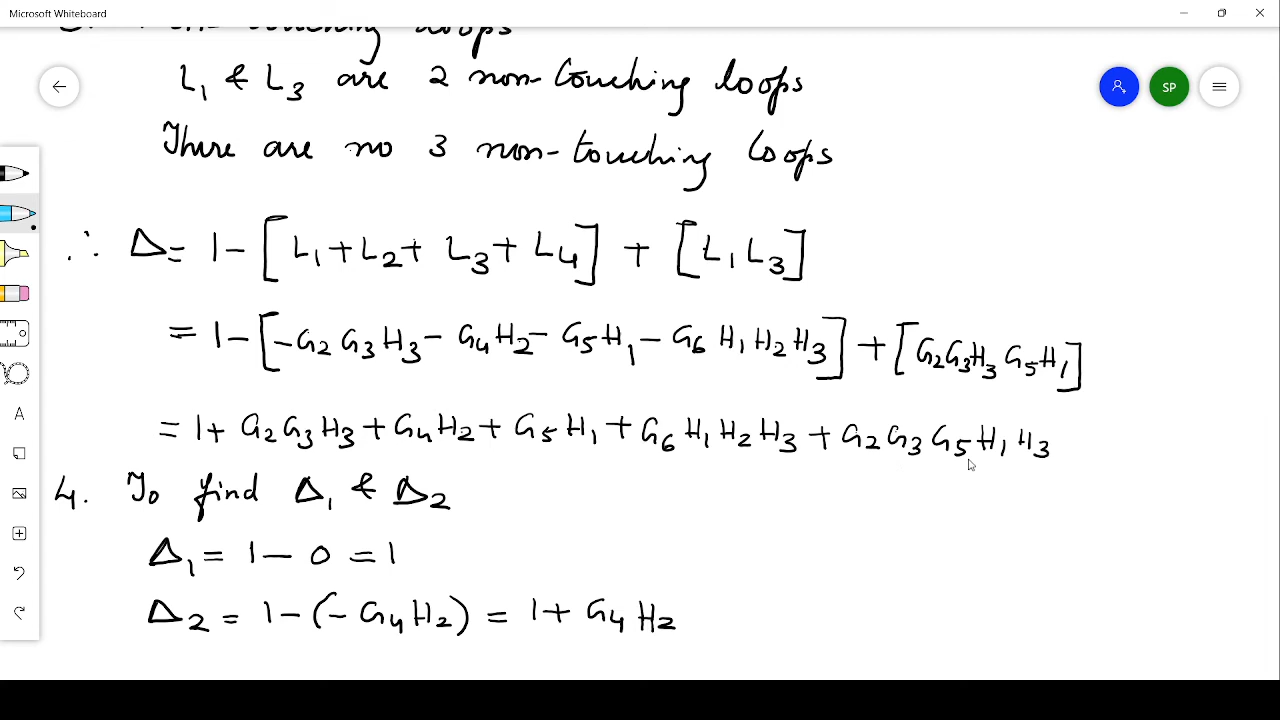 Microsoft Whiteboard
touching loops
L₁ & L₃ are 2 non-touching loops
SP
There are no 3 non-touching loops
∴ Δ = 1 - [L₁ + L₂ + L₃ + L₄] + [L₁ L₃]
= 1 - [-G₂ G₃ H₃ - G₄ H₂ - G₅ H₁ - G₆ H₁ H₂ H₃] + [G₂ G₃ H₃ G₅ H₁]
= 1 + G₂ G₃ H₃ + G₄ H₂ + G₅ H₁ + G₆ H₁ H₂ H₃ + G₂ G₃ G₅ H₁ H₃
4. To find Δ₁ & Δ₂
Δ₁ = 1 - 0 = 1
Δ₂ = 1 - (-G₄ H₂) = 1 + G₄ H₂
A